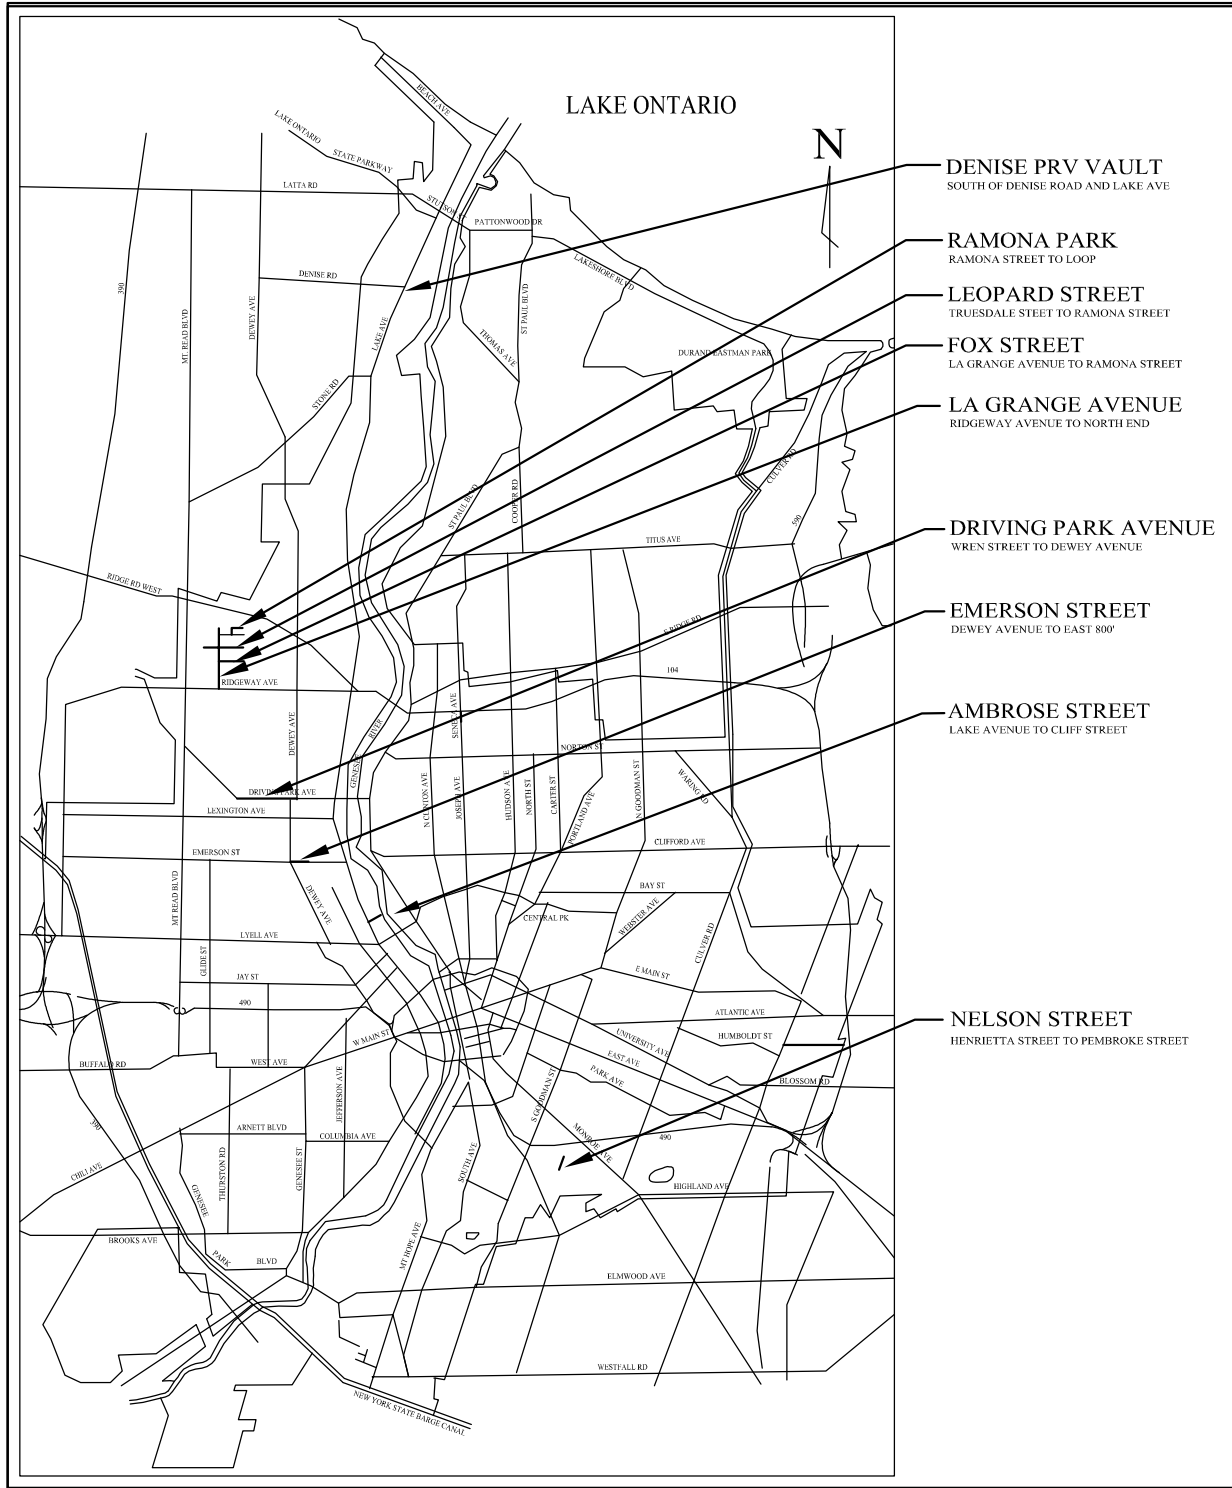 LAKE ONTARIO
N
BEACH AVE
LAKE ONTARIO
STATE PARKWAY
LATTA RD
PATTONWOOD DR
LAKESHORE BLVD
390
DENISE RD
MT. READ BLVD
DEWEY AVE
LAKE AVE
ST PAUL BLVD
THOMAS AVE
DURAND EASTMAN PARK
STONE RD
CULVER RD
590
ST PAUL BLVD
COOPER RD
TITUS AVE
RIDGE RD WEST
E RIDGE RD
104
RIDGEWAY AVE
DEWEY AVE
GENESEE
RIVER
SENECA AVE
NORTON ST
N CLINTON AVE
JOSEPH AVE
HUDSON AVE
NORTH ST
CARTER ST
PORTLAND AVE
N GOODMAN ST
WARING RD
DRIVING PARK AVE
LEXINGTON AVE
EMERSON ST
CLIFFORD AVE
MT READ BLVD
DEWEY AVE
BAY ST
CENTRAL PK
WEBSTER AVE
CULVER RD
LYELL AVE
GLIDE ST
JAY ST
E MAIN ST
490
ATLANTIC AVE
W MAIN ST
UNIVERSITY AVE
HUMBOLDT ST
BUFFALO RD
WEST AVE
EAST AVE
PARK AVE
BLOSSOM RD
JEFFERSON AVE
S GOODMAN ST
390
ARNETT BLVD
COLUMBIA AVE
MONROE AVE
490
CHILI AVE
THURSTON RD
GENESEE ST
SOUTH AVE
HIGHLAND AVE
GENESEE
PARK
BLVD
BROOKS AVE
MT HOPE AVE
ELMWOOD AVE
WESTFALL RD
NEW YORK STATE BARGE CANAL
DENISE PRV VAULT
SOUTH OF DENISE ROAD AND LAKE AVE
RAMONA PARK
RAMONA STREET TO LOOP
LEOPARD STREET
TRUESDALE STEET TO RAMONA STREET
FOX STREET
LA GRANGE AVENUE TO RAMONA STREET
LA GRANGE AVENUE
RIDGEWAY AVENUE TO NORTH END
DRIVING PARK AVENUE
WREN STREET TO DEWEY AVENUE
EMERSON STREET
DEWEY AVENUE TO EAST 800'
AMBROSE STREET
LAKE AVENUE TO CLIFF STREET
NELSON STREET
HENRIETTA STREET TO PEMBROKE STREET